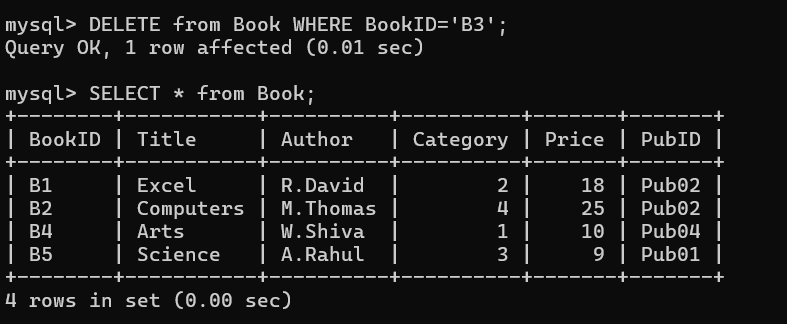 mysql> DELETE from Book WHERE BookID='B3';
Query OK, 1 row affected (0.01 sec)

mysql> SELECT * from Book;
+--------+-----------+----------+----------+-------+-------+
| BookID | Title     | Author   | Category | Price | PubID |
+--------+-----------+----------+----------+-------+-------+
| B1     | Excel     | R.David  |        2 |    18 | Pub02 |
| B2     | Computers | M.Thomas |        4 |    25 | Pub02 |
| B4     | Arts      | W.Shiva  |        1 |    10 | Pub04 |
| B5     | Science   | A.Rahul  |        3 |     9 | Pub01 |
+--------+-----------+----------+----------+-------+-------+
4 rows in set (0.00 sec)